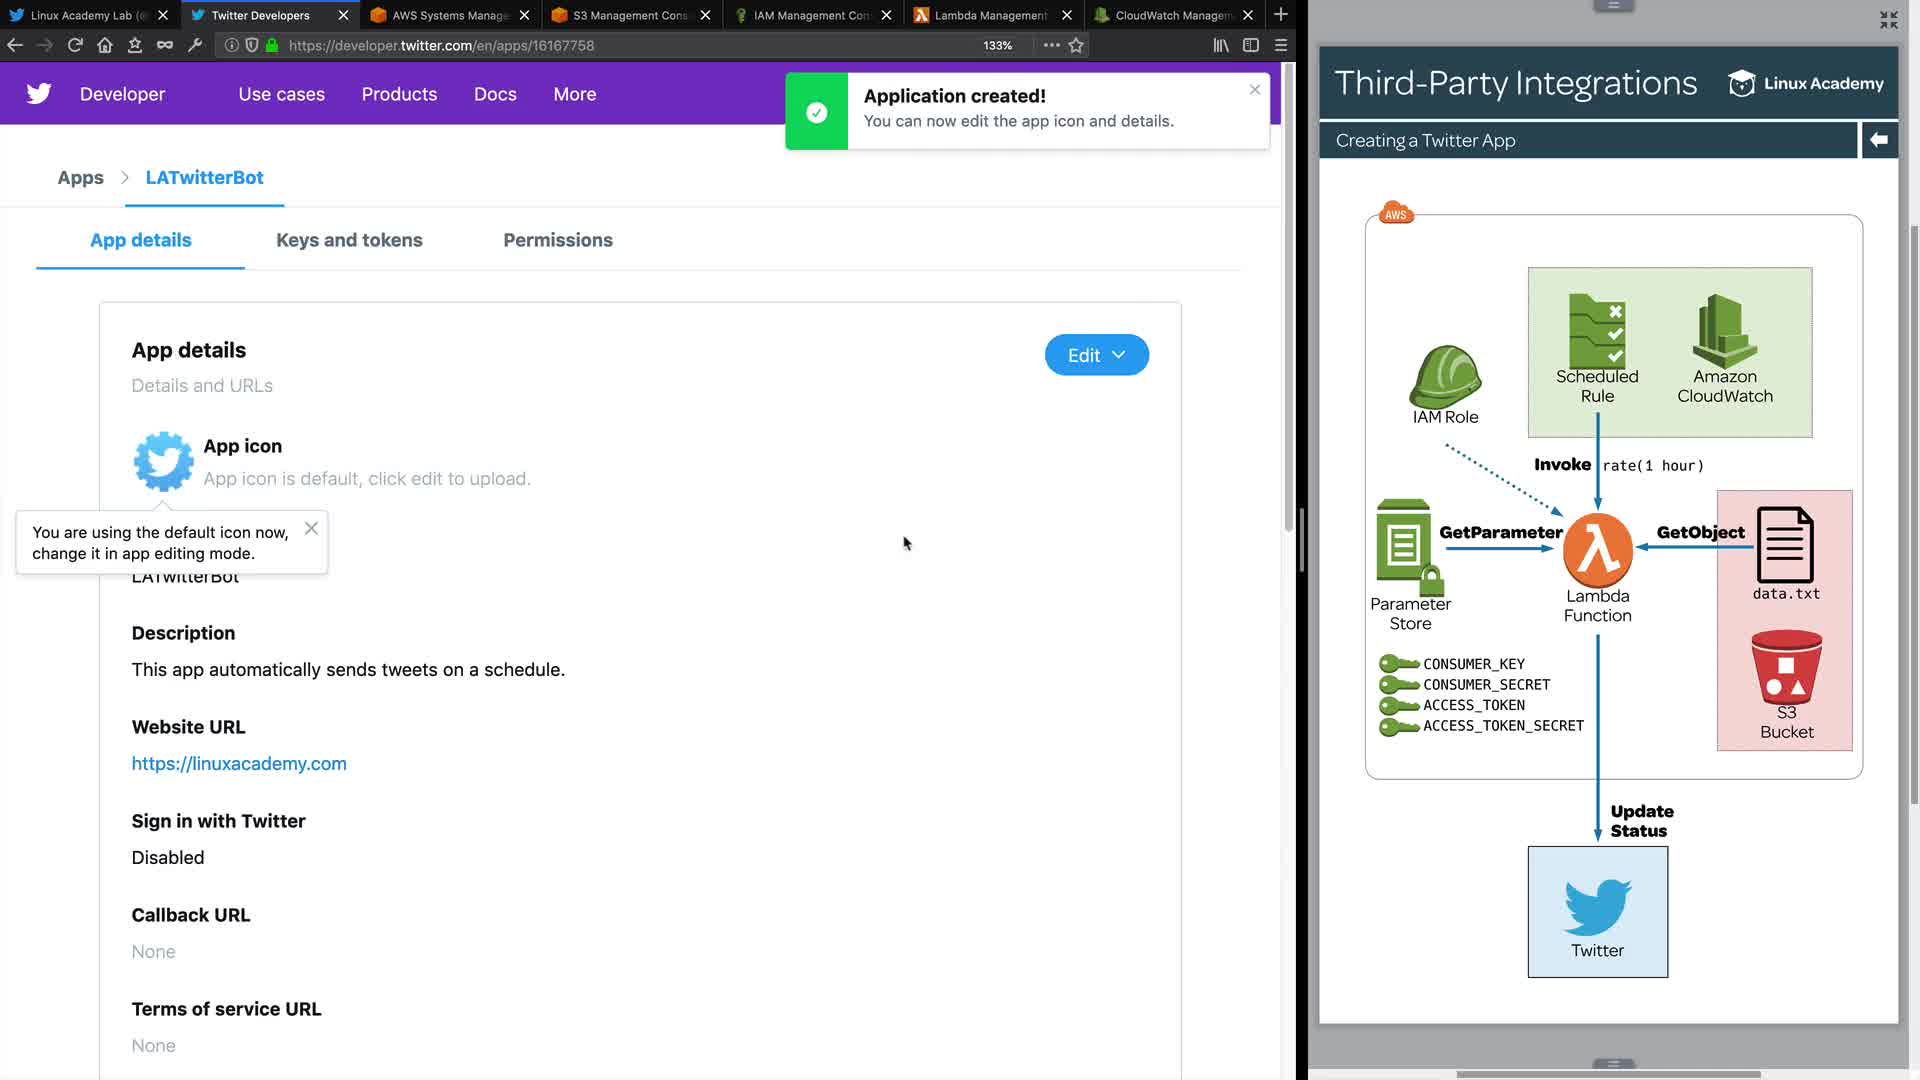 Linux Academy Lab (@
Twitter Developers
AWS Systems Manage
S3 Management Cons
IAM Management Con
Lambda Management
CloudWatch Managem
https://developer.twitter.com/en/apps/16167758
133%
Developer
Use cases
Products
Docs
More
Application created!
You can now edit the app icon and details.
Apps
LATwitterBot
App details
Keys and tokens
Permissions
App details
Edit
Details and URLs
App icon
App icon is default, click edit to upload.
You are using the default icon now,
change it in app editing mode.
LATwitterBot
Description
This app automatically sends tweets on a schedule.
Website URL
https://linuxacademy.com
Sign in with Twitter
Disabled
Callback URL
None
Terms of service URL
None
Third-Party Integrations
Linux Academy
Creating a Twitter App
AWS
Scheduled
Rule
Amazon
CloudWatch
IAM Role
Invoke
rate(1 hour)
GetParameter
GetObject
data.txt
Parameter
Store
Lambda
Function
CONSUMER_KEY
CONSUMER_SECRET
ACCESS_TOKEN
ACCESS_TOKEN_SECRET
S3
Bucket
Update
Status
Twitter